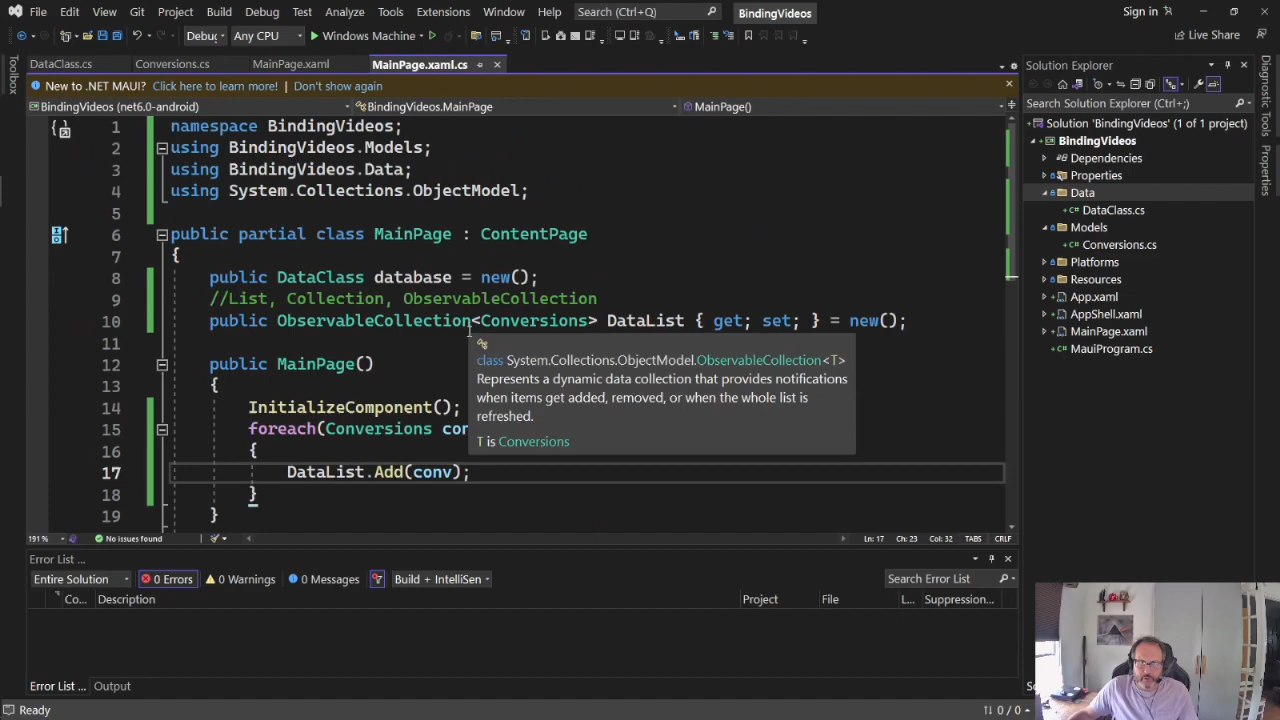 File Edit View Git Project Build Debug Test Analyze Tools Extensions Window Help Search (Ctrl+Q) BindingVideos Sign in
Debug Any CPU Windows Machine Live Share
Toolbox
DataClass.cs Conversions.cs MainPage.xaml MainPage.xaml.cs
New to .NET MAUI? Click here to learn more! Don't show again
BindingVideos (net6.0-android) BindingVideos.MainPage MainPage()
1 namespace BindingVideos;
2 using BindingVideos.Models;
3 using BindingVideos.Data;
4 using System.Collections.ObjectModel;
5
6 public partial class MainPage : ContentPage
7 {
8 public DataClass database = new();
9 //List, Collection, ObservableCollection
10 public ObservableCollection<Conversions> DataList { get; set; } = new();
11
12 public MainPage()
13 {
14 InitializeComponent();
15 foreach(Conversions con
16 {
17 DataList.Add(conv);
18 }
19 }
class System.Collections.ObjectModel.ObservableCollection<T>
Represents a dynamic data collection that provides notifications
when items get added, removed, or when the whole list is
refreshed.
T is Conversions
191 % No issues found Ln: 17 Ch: 23 Col: 32 TABS CRLF
Error List ...
Entire Solution 0 Errors 0 Warnings 0 Messages Build + IntelliSen Search Error List
Co... Description Project File L... Suppression...
Error List ... Output
Ready 0 / 0
Solution Explorer
Search Solution Explorer (Ctrl+;)
Solution 'BindingVideos' (1 of 1 project)
BindingVideos
Dependencies
Properties
Data
DataClass.cs
Models
Conversions.cs
Platforms
Resources
App.xaml
AppShell.xaml
MainPage.xaml
MauiProgram.cs
Diagnostic Tools
Properties